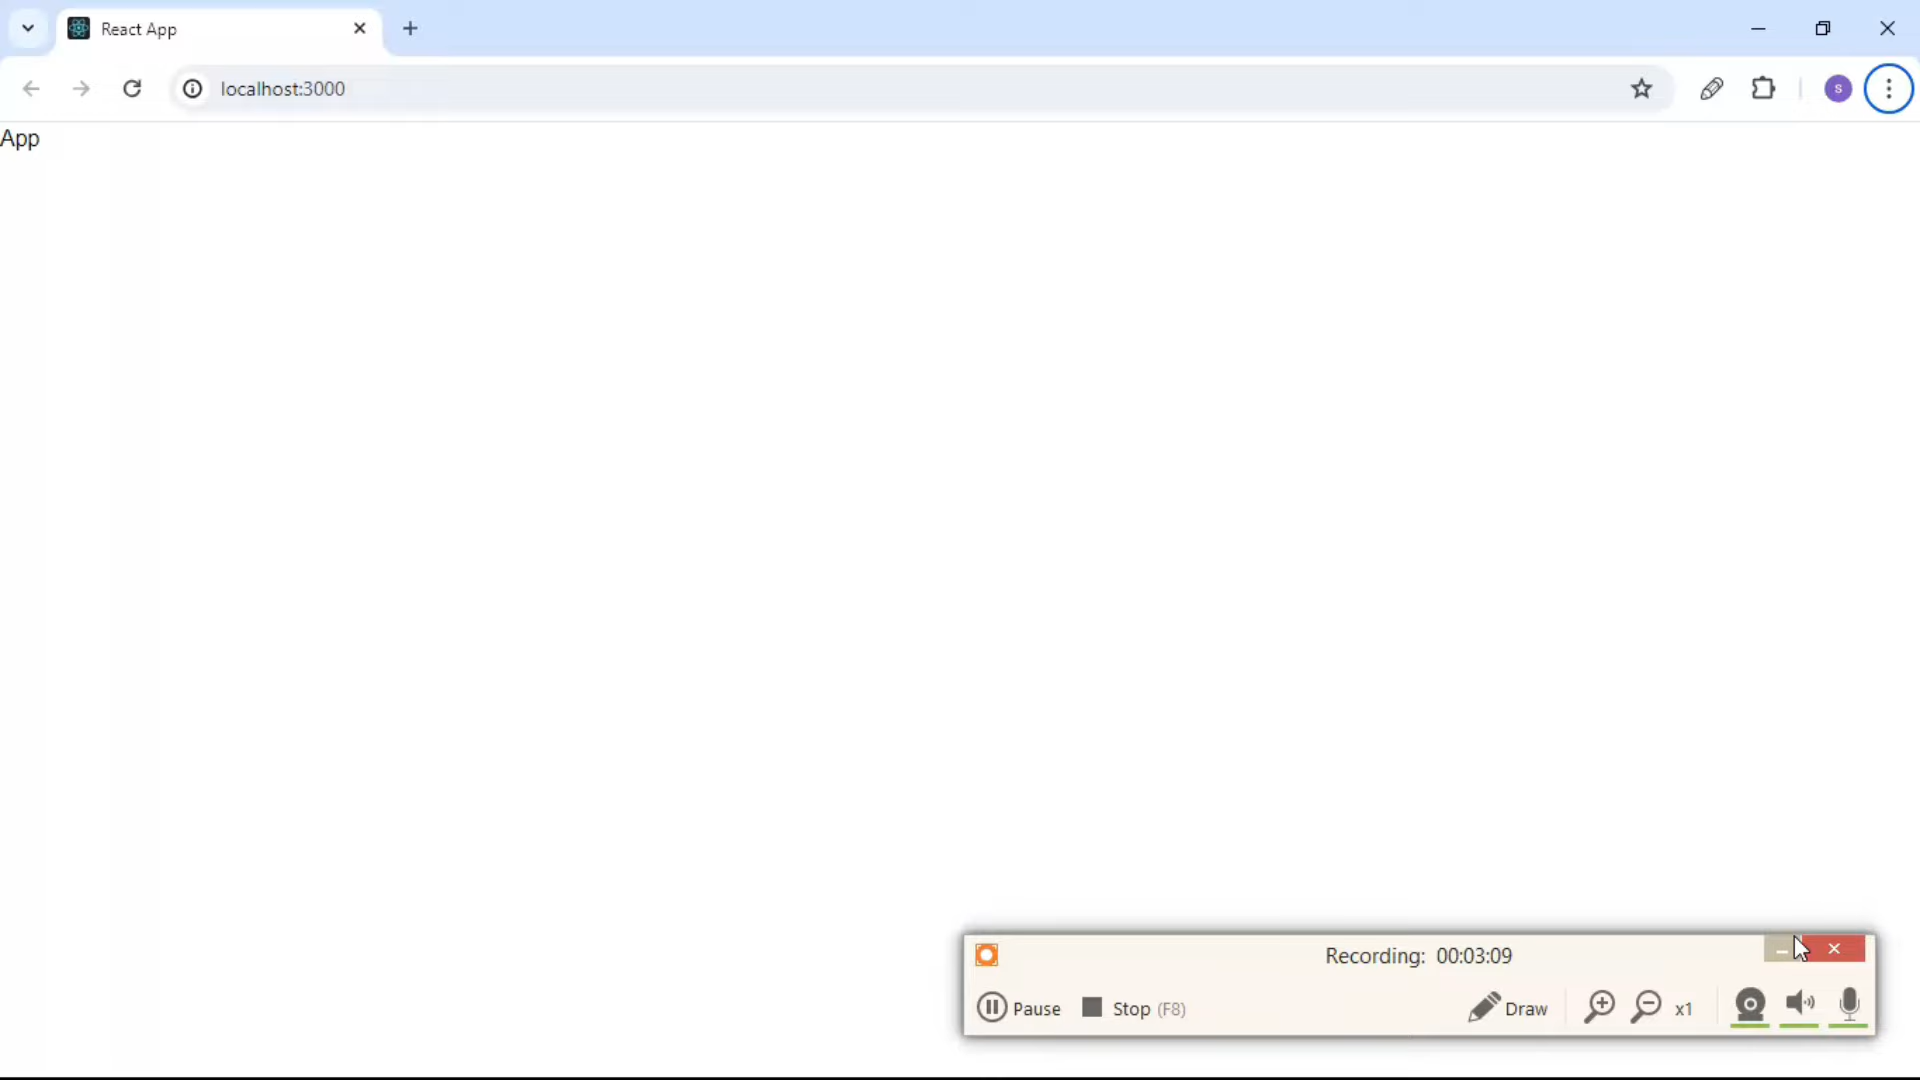 React App
localhost:3000
S
App
Recording: 00:03:09
Pause Stop (F8) Draw x1